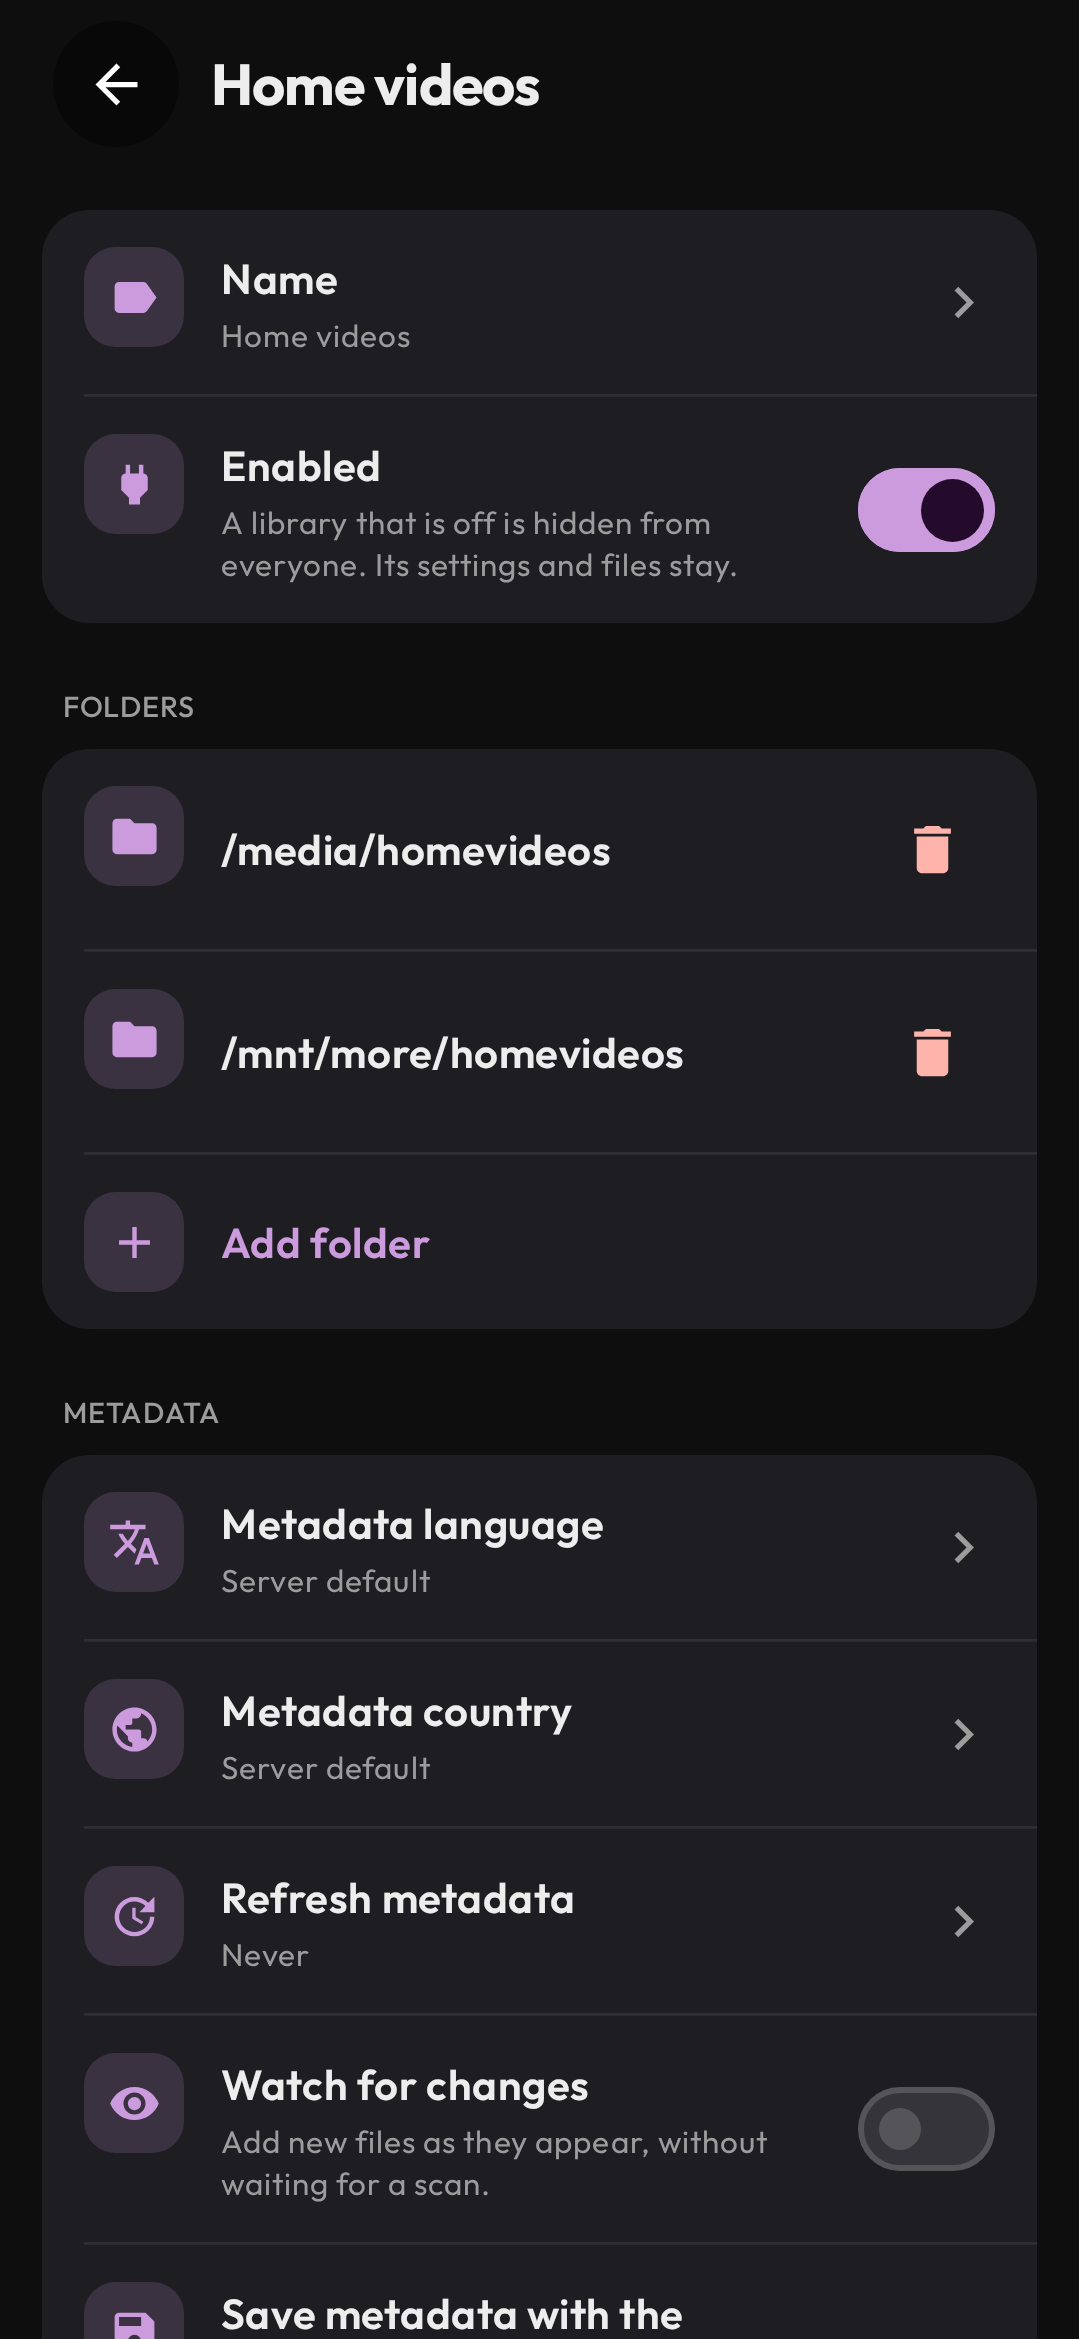 Home videos
Name
Home videos
Enabled
A library that is off is hidden from
everyone. Its settings and files stay.
FOLDERS
/media/homevideos
/mnt/more/homevideos
Add folder
METADATA
Metadata language
Server default
Metadata country
Server default
Refresh metadata
Never
Watch for changes
Add new files as they appear, without
waiting for a scan.
Save metadata with the